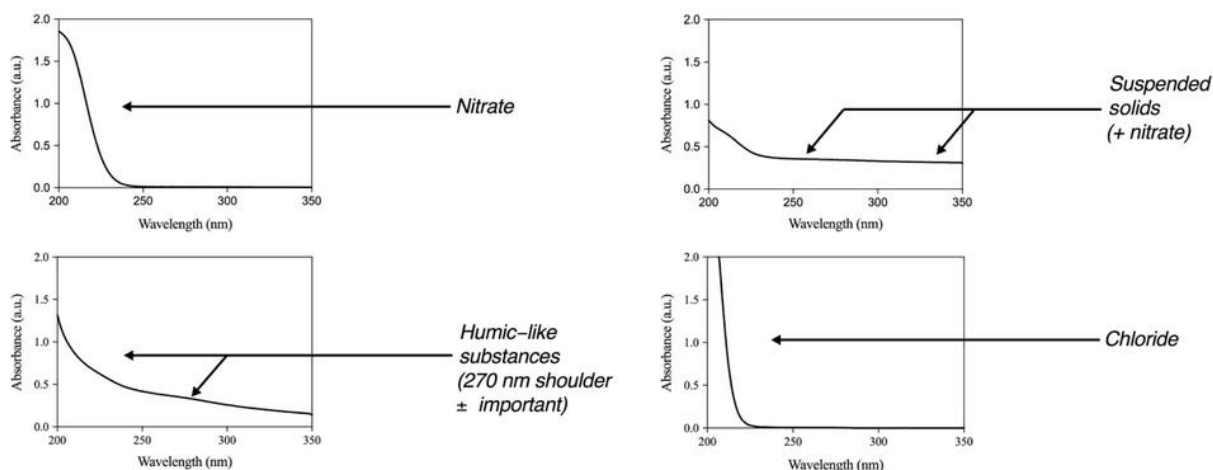 2.0
1.5
1.0
0.5
0.0
200
250
300
350
Absorbance (a.u.)
Wavelength (nm)
Nitrate
2.0
1.5
1.0
0.5
0.0
200
250
300
350
Absorbance (a.u.)
Wavelength (nm)
Suspended
solids
(+ nitrate)
2.0
1.5
1.0
0.5
0.0
200
250
300
350
Absorbance (a.u.)
Wavelength (nm)
Humic–like
substances
(270 nm shoulder
± important)
2.0
1.5
1.0
0.5
0.0
200
250
300
350
Absorbance (a.u.)
Wavelength (nm)
Chloride